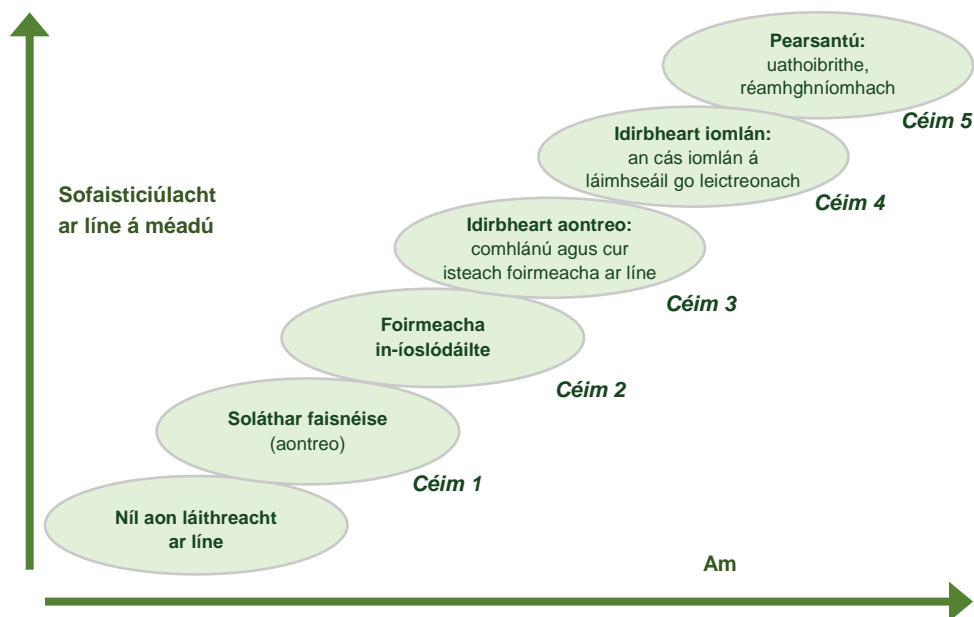 Pearsantú:
uathoibrithe,
réamhghníomhach
Céim 5
Idirbheart iomlán:
an cás iomlán á
láimhseáil go leictreonach
Céim 4
Sofaisticiúlacht
ar líne á méadú
Idirbheart aontreo:
comhlánú agus cur
isteach foirmeacha ar líne
Céim 3
Foirmeacha
in-íoslódáilte
Céim 2
Soláthar faisnéise
(aontreo)
Céim 1
Níl aon láithreacht
ar líne
Am